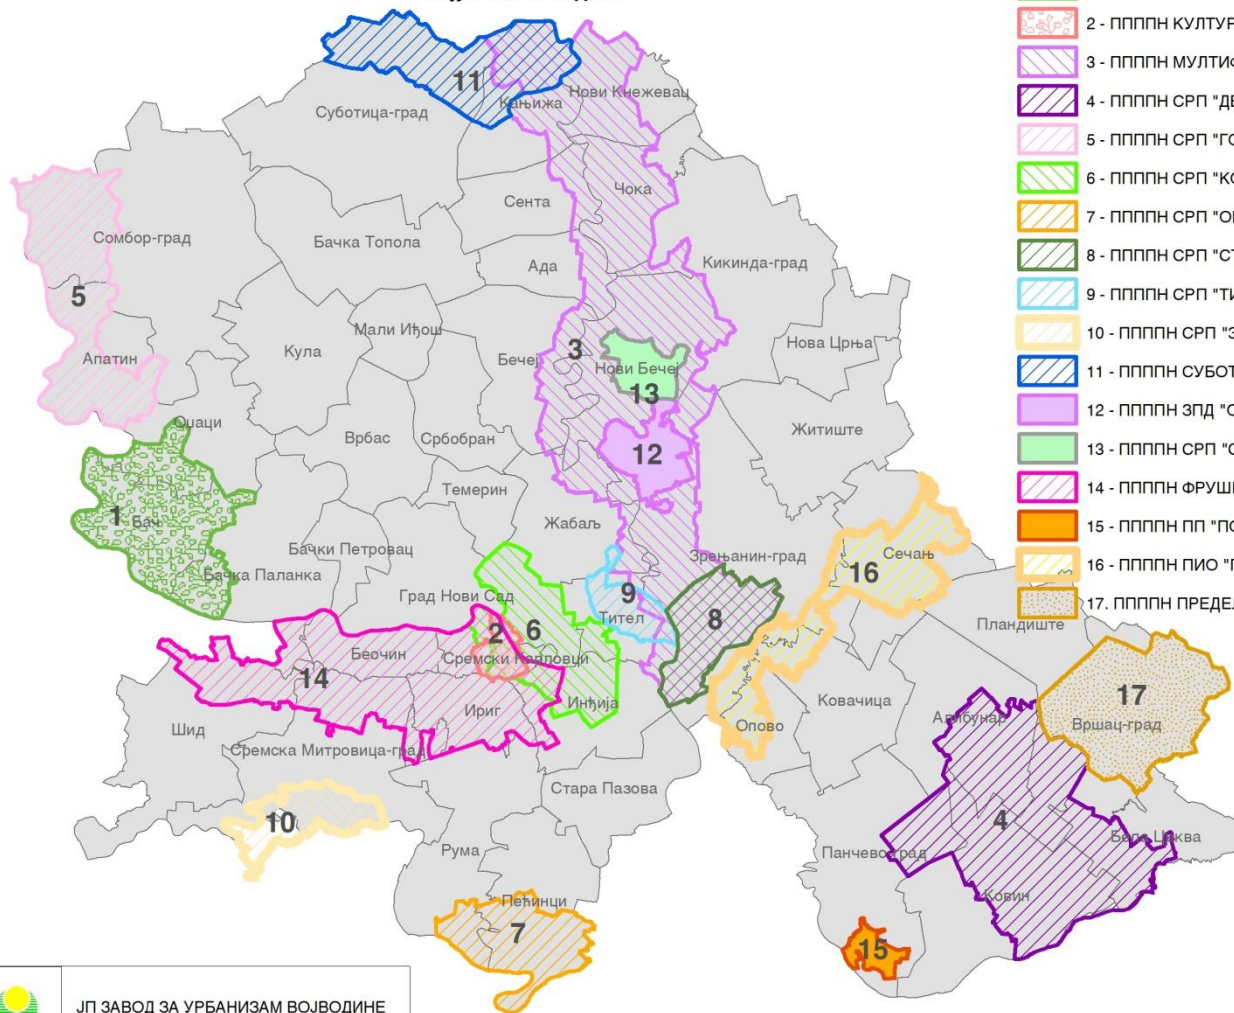 2 - ППППН КУЛТУР
3 - ППППН
4 - ППППН СРП
5 - ППППН СРП
6 - ППППН СРП
7 - ППППН СРП
8 - ППППН СРП
9 - ППППН СРП
10 - ППППН СРП
11 - ППППН СУБОТ
12 - ППППН ЗПД
13 - ППППН СРП
14 - ППППН
15 - ППППН ПП
16 - ППППН ПИО
17. ППППН ПРЕДЕЛ
11
Кањижа
Нови Кнежевац
Суботица-град
Чока
Сента
Сомбор-град
Бачка Топола
Ада
Кикинда-град
5
Мали Иђош
Апатин
Кула
Бечеј
3
Нова Црња
Нови Бечеј
13
Оџаци
Врбас
Србобран
Житиште
12
Темерин
1
Бач
Жабаљ
Бачки Петровац
Зрењанин-град
Сечањ
16
Бачка Паланка
Град Нови Сад
9
Тител
8
Пландиште
2
6
Беочин
Сремски Карловци
14
Ириг
Инђија
Ковачица
17
Алибунар
Вршац-град
Шид
Опово
Сремска Митровица-град
Стара Пазова
10
4
Рума
Панчево-град
Бела Црква
Пећинци
Ковин
7
15
ЈП ЗАВОД ЗА УРБАНИЗАМ ВОЈВОДИНЕ